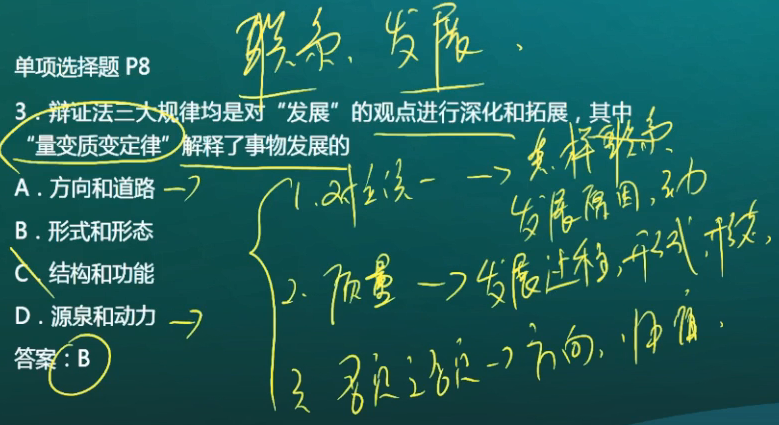 联系、发展、
单项选择题 P8
3．辩证法三大规律均是对“发展”的观点进行深化和拓展，其中
“量变质变定律”解释了事物发展的
A．方向和道路
B．形式和形态
C．结构和功能
D．源泉和动力
答案：B
1.对立统一 → 怎样联系
发展原因,动力
2. 质量 → 发展过程,形式,形态,
3 否定之否定 → 方向,